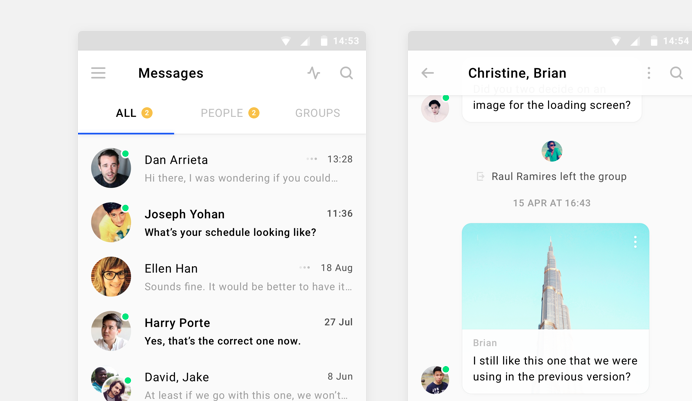 14:53
Messages
ALL 2
PEOPLE 2
GROUPS
Dan Arrieta
13:28
Hi there, I was wondering if you could...
Joseph Yohan
11:36
What's your schedule looking like?
Ellen Han
18 Aug
Sounds fine. It would be better to have it...
Harry Porte
27 Jul
Yes, that's the correct one now.
David, Jake
8 Jun
At least if we go with this one, we won't...
14:54
Christine, Brian
image for the loading screen?
Raul Ramires left the group
15 APR AT 16:43
Brian
I still like this one that we were
using in the previous version?